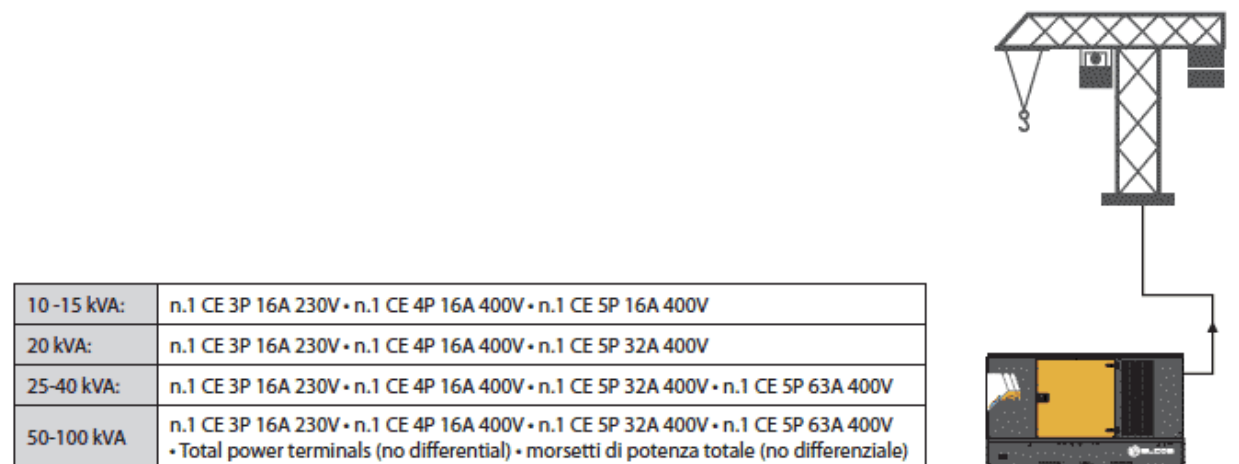 10 -15 kVA: n.1 CE 3P 16A 230V • n.1 CE 4P 16A 400V • n.1 CE 5P 16A 400V
20 kVA: n.1 CE 3P 16A 230V • n.1 CE 4P 16A 400V • n.1 CE 5P 32A 400V
25-40 kVA: n.1 CE 3P 16A 230V • n.1 CE 4P 16A 400V • n.1 CE 5P 32A 400V • n.1 CE 5P 63A 400V
50-100 kVA n.1 CE 3P 16A 230V • n.1 CE 4P 16A 400V • n.1 CE 5P 32A 400V • n.1 CE 5P 63A 400V
• Total power terminals (no differential) • morsetti di potenza totale (no differenziale)